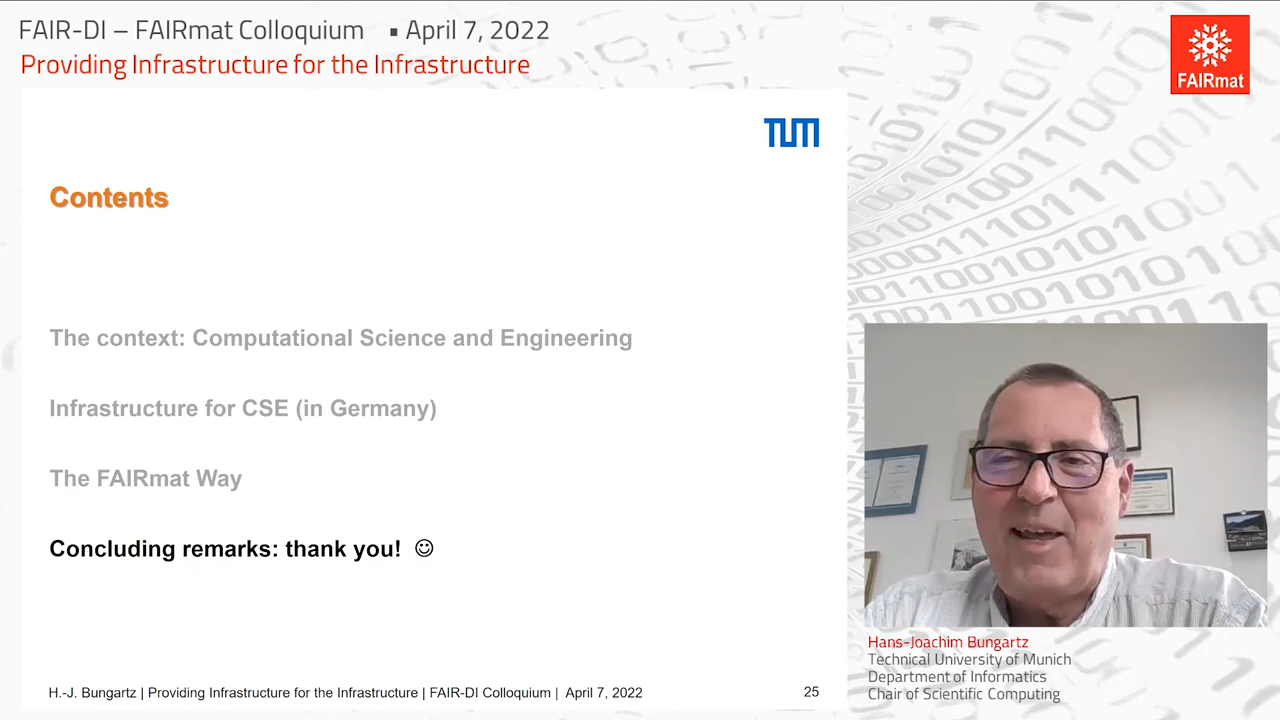 FAIR-DI – FAIRmat Colloquium ▪ April 7, 2022
Providing Infrastructure for the Infrastructure
FAIRmat
TUM
Contents
The context: Computational Science and Engineering
Infrastructure for CSE (in Germany)
The FAIRmat Way
Concluding remarks: thank you! ☺
H.-J. Bungartz | Providing Infrastructure for the Infrastructure | FAIR-DI Colloquium | April 7, 2022
25
Hans-Joachim Bungartz
Technical University of Munich
Department of Informatics
Chair of Scientific Computing